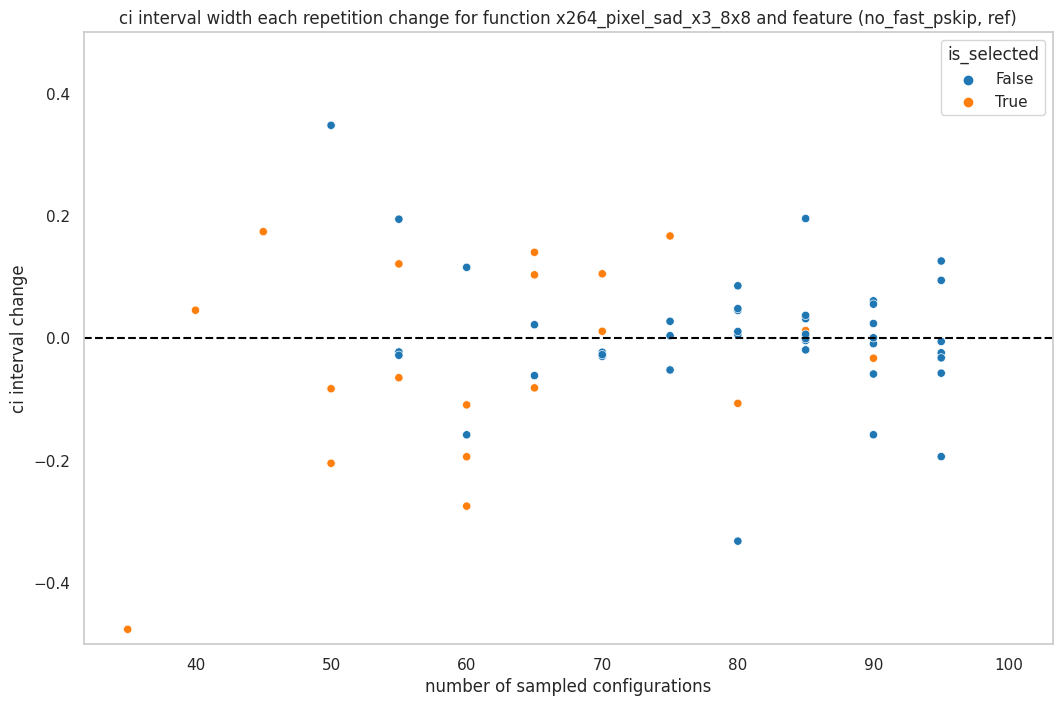 ci interval width each repetition change for function x264_pixel_sad_x3_8x8 and feature (no_fast_pskip, ref)
is_selected
False
True
ci interval change
0.4
0.2
0.0
−0.2
−0.4
40 50 60 70 80 90 100
number of sampled configurations